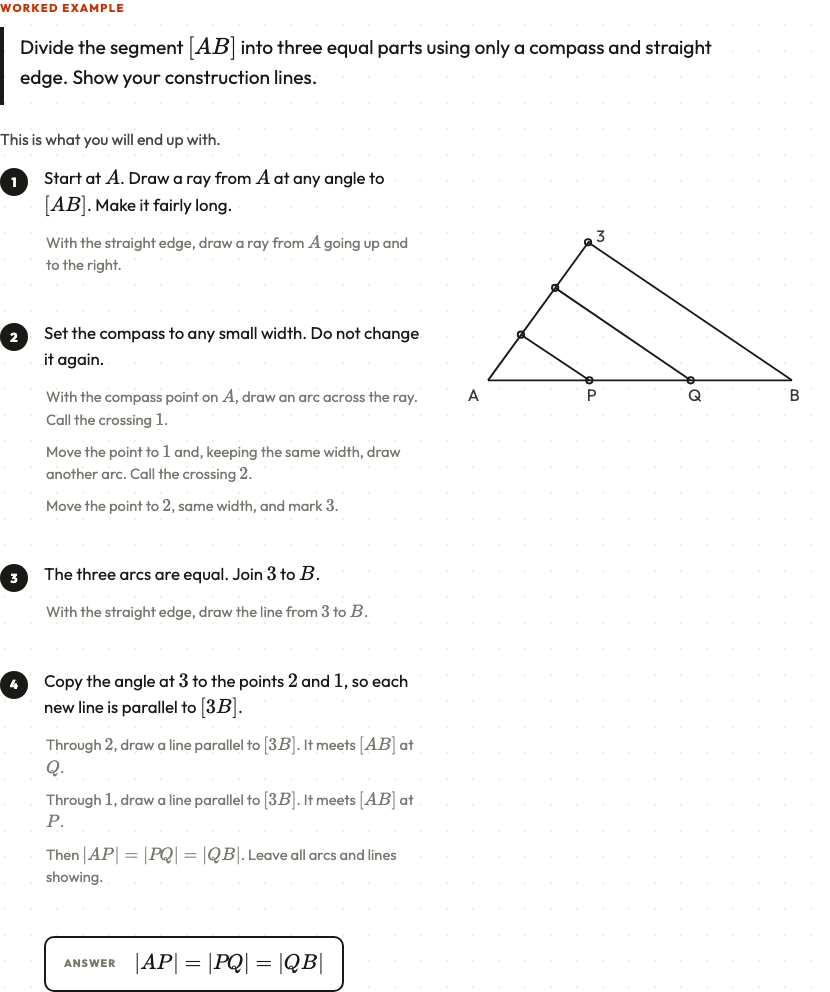 WORKED EXAMPLE
Divide the segment [AB] into three equal parts using only a compass and straight
edge. Show your construction lines.
This is what you will end up with.
1 Start at A. Draw a ray from A at any angle to
[AB]. Make it fairly long.
With the straight edge, draw a ray from A going up and
to the right.
2 Set the compass to any small width. Do not change
it again.
With the compass point on A, draw an arc across the ray.
Call the crossing 1.
Move the point to 1 and, keeping the same width, draw
another arc. Call the crossing 2.
Move the point to 2, same width, and mark 3.
3 The three arcs are equal. Join 3 to B.
With the straight edge, draw the line from 3 to B.
4 Copy the angle at 3 to the points 2 and 1, so each
new line is parallel to [3B].
Through 2, draw a line parallel to [3B]. It meets [AB] at
Q.
Through 1, draw a line parallel to [3B]. It meets [AB] at
P.
Then |AP| = |PQ| = |QB|. Leave all arcs and lines
showing.
ANSWER |AP| = |PQ| = |QB|
3
A P Q B